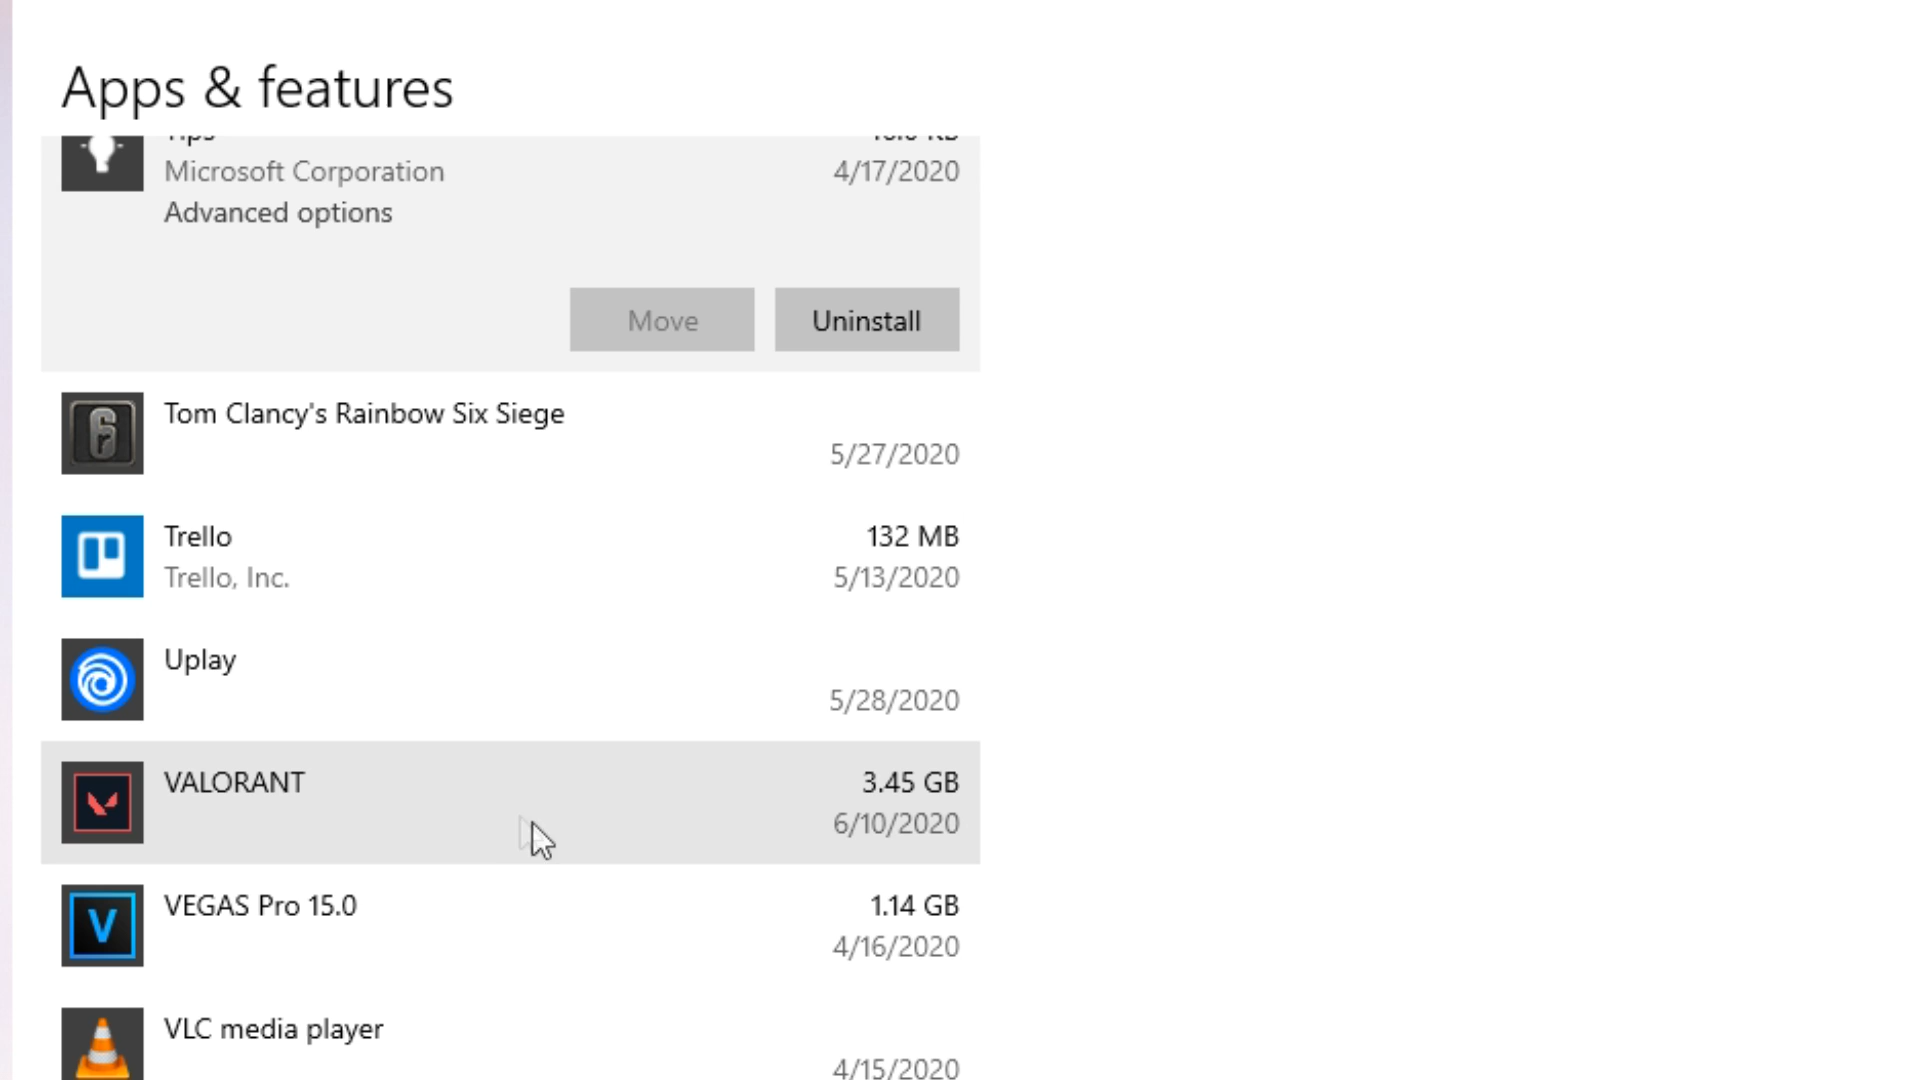 Apps & features
Tips
Microsoft Corporation
4/17/2020
Advanced options
Move
Uninstall
Tom Clancy's Rainbow Six Siege
5/27/2020
Trello
132 MB
Trello, Inc.
5/13/2020
Uplay
5/28/2020
VALORANT
3.45 GB
6/10/2020
VEGAS Pro 15.0
1.14 GB
4/16/2020
VLC media player
4/15/2020